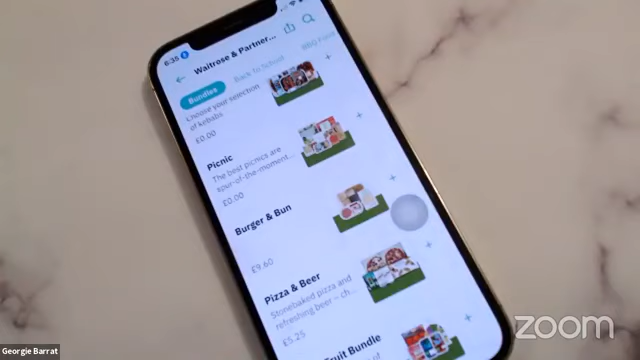 6:35
Waitrose & Partner...
Bundles
Back To School
BBQ Food
Choose your selection
of kebabs
£0.00
Picnic
The best picnics are
spur-of-the-moment...
£0.00
Burger & Bun
£9.60
Pizza & Beer
Stonebaked pizza and
refreshing beer – ch...
£5.25
Fruit Bundle
of
Georgie Barrat
zoom